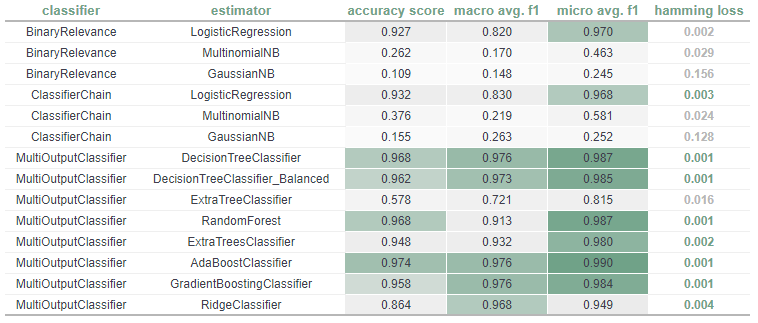 classifier estimator accuracy score macro avg. f1 micro avg. f1 hamming loss
BinaryRelevance LogisticRegression 0.927 0.820 0.970 0.002
BinaryRelevance MultinomialNB 0.262 0.170 0.463 0.029
BinaryRelevance GaussianNB 0.109 0.148 0.245 0.156
ClassifierChain LogisticRegression 0.932 0.830 0.968 0.003
ClassifierChain MultinomialNB 0.376 0.219 0.581 0.024
ClassifierChain GaussianNB 0.155 0.263 0.252 0.128
MultiOutputClassifier DecisionTreeClassifier 0.968 0.976 0.987 0.001
MultiOutputClassifier DecisionTreeClassifier_Balanced 0.962 0.973 0.985 0.001
MultiOutputClassifier ExtraTreeClassifier 0.578 0.721 0.815 0.016
MultiOutputClassifier RandomForest 0.968 0.913 0.987 0.001
MultiOutputClassifier ExtraTreesClassifier 0.948 0.932 0.980 0.002
MultiOutputClassifier AdaBoostClassifier 0.974 0.976 0.990 0.001
MultiOutputClassifier GradientBoostingClassifier 0.958 0.976 0.984 0.001
MultiOutputClassifier RidgeClassifier 0.864 0.968 0.949 0.004